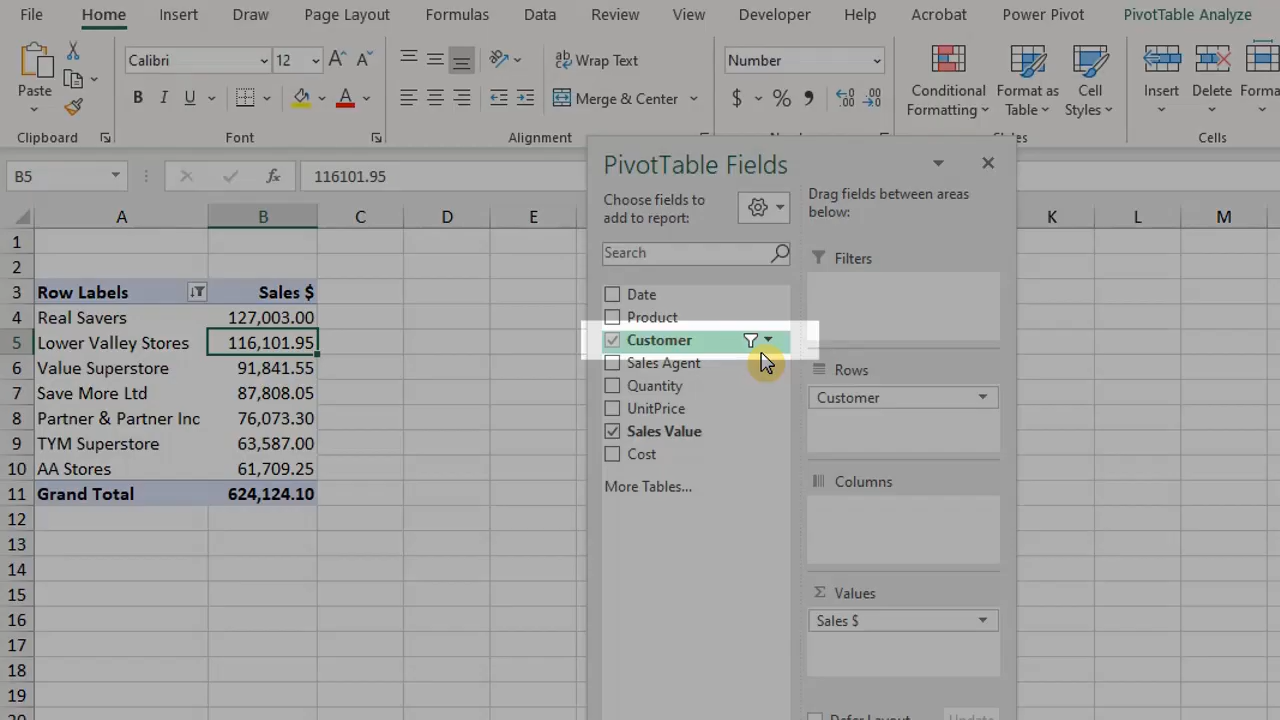 File Home Insert Draw Page Layout Formulas Data Review View Developer Help Acrobat Power Pivot PivotTable Analyze
Paste
Clipboard
Calibri 12
B I U
Font
Wrap Text
Merge & Center
Alignment
Number
$ % 9
Conditional Formatting
Format as Table
Cell Styles
Styles
Insert Delete
Cells
B5 fx 116101.95
A B C D E K L M
1
2
3 Row Labels Sales $
4 Real Savers 127,003.00
5 Lower Valley Stores 116,101.95
6 Value Superstore 91,841.55
7 Save More Ltd 87,808.05
8 Partner & Partner Inc 76,073.30
9 TYM Superstore 63,587.00
10 AA Stores 61,709.25
11 Grand Total 624,124.10
12
13
14
15
16
17
18
19
PivotTable Fields
Choose fields to
add to report:
Search
Date
Product
Customer
Sales Agent
Quantity
UnitPrice
Sales Value
Cost
More Tables...
Drag fields between areas
below:
Filters
Rows
Customer
Columns
Σ Values
Sales $